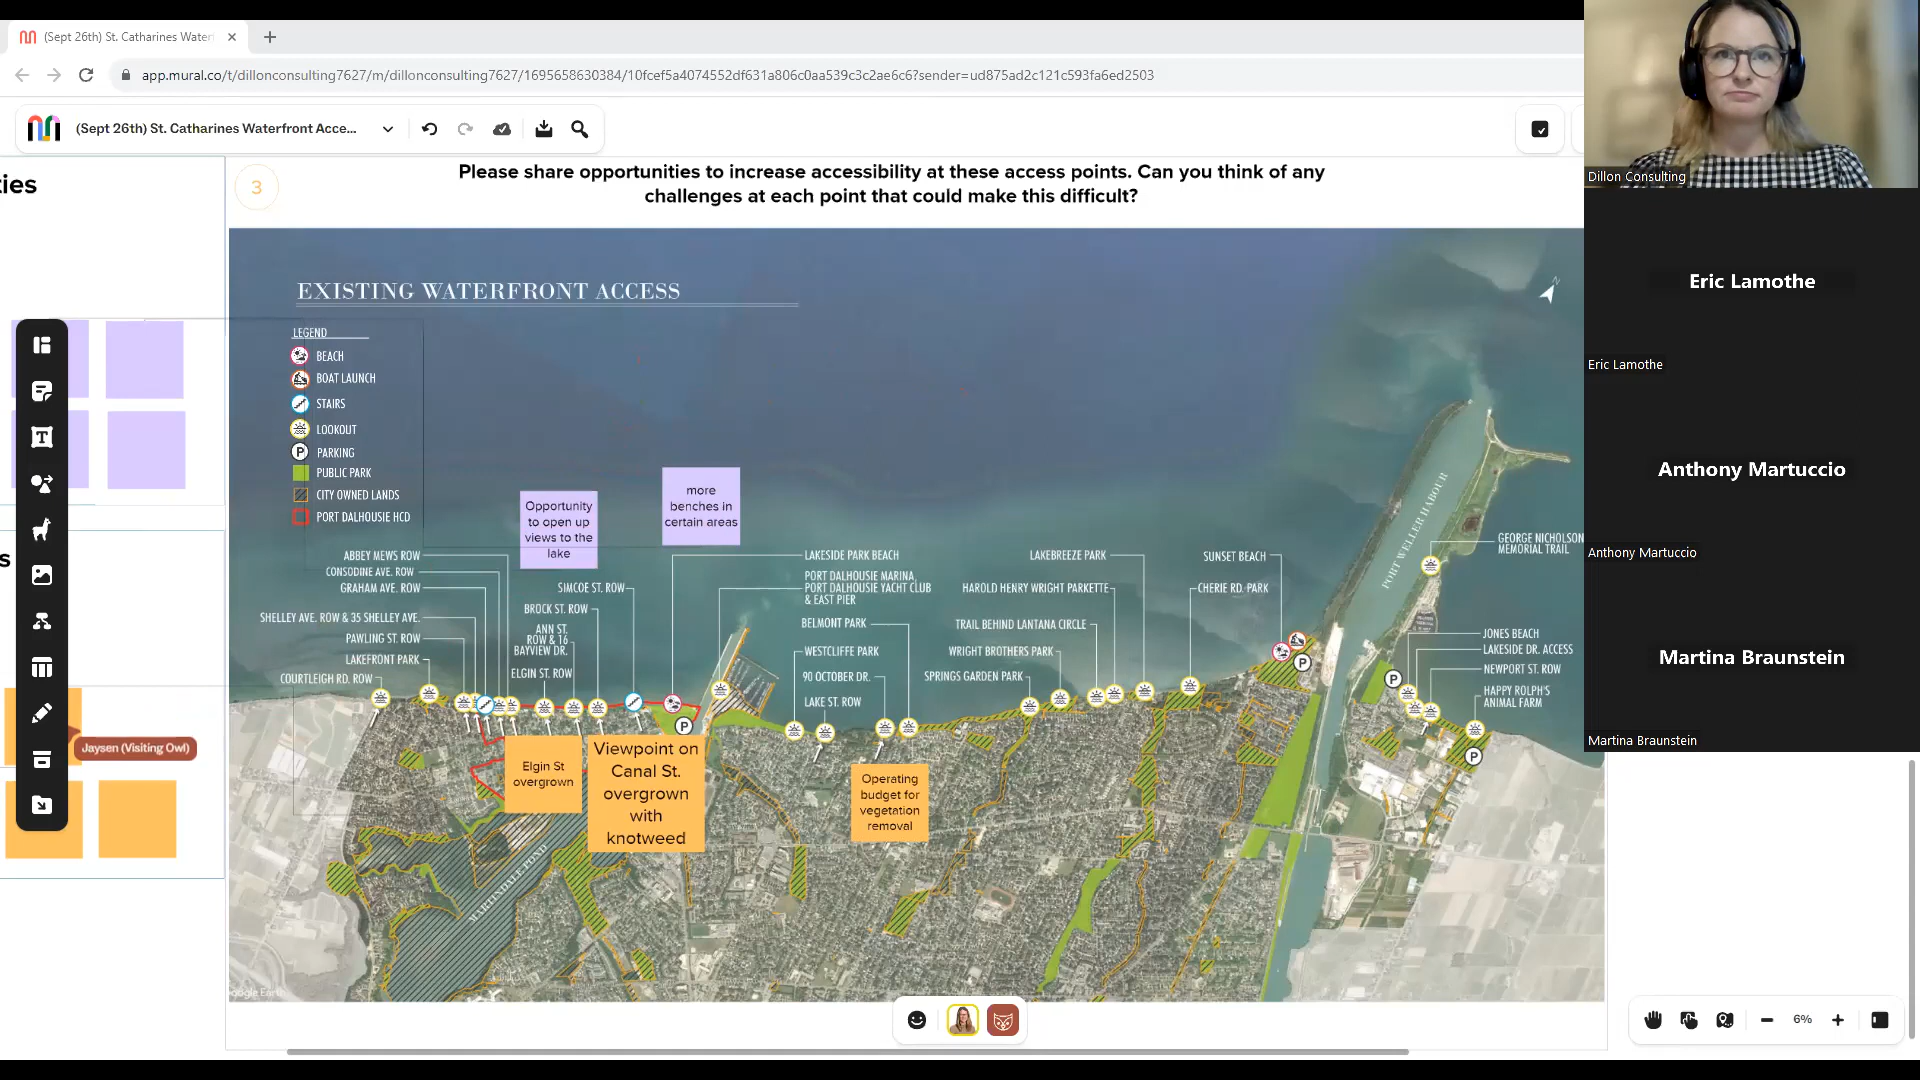 (Sept 26th) St. Catharines Water
app.mural.co/t/dillonconsulting7627/m/dillonconsulting7627/1695658630384/10fcef5a4074552df631a806c0aa539c3c2ae6c6?sender=ud875ad2c121c593fa6ed2503
(Sept 26th) St. Catharines Waterfront Acce...
ties
s
3
Please share opportunities to increase accessibility at these access points. Can you think of any
challenges at each point that could make this difficult?
EXISTING WATERFRONT ACCESS
LEGEND
BEACH
BOAT LAUNCH
STAIRS
LOOKOUT
P PARKING
PUBLIC PARK
CITY OWNED LANDS
PORT DALHOUSIE HCD
Opportunity
to open up
views to the
lake
more
benches in
certain areas
ABBEY MEWS ROW
CONSODINE AVE. ROW
GRAHAM AVE. ROW
SHELLEY AVE. ROW & 35 SHELLEY AVE.
PAWLING ST. ROW
LAKEFRONT PARK
COURTLEIGH RD. ROW
SIMCOE ST. ROW
BROCK ST. ROW
ANN ST.
ROW & 16
BAYVIEW DR.
ELGIN ST. ROW
LAKESIDE PARK BEACH
PORT DALHOUSIE MARINA,
PORT DALHOUSIE YACHT CLUB
& EAST PIER
BELMONT PARK
WESTCLIFFE PARK
90 OCTOBER DR.
LAKE ST. ROW
LAKEBREEZE PARK
HAROLD HENRY WRIGHT PARKETTE
TRAIL BEHIND LANTANA CIRCLE
WRIGHT BROTHERS PARK
SPRINGS GARDEN PARK
SUNSET BEACH
CHERIE RD. PARK
PORT WELLER HARBOUR
GEORGE NICHOLSON
MEMORIAL TRAIL
JONES BEACH
LAKESIDE DR. ACCESS
NEWPORT ST. ROW
HAPPY ROLPH'S
ANIMAL FARM
P
P
P
P
Elgin St
overgrown
Viewpoint on
Canal St.
overgrown
with
knotweed
Operating
budget for
vegetation
removal
MARTINDALE POND
Jaysen (Visiting Owl)
Google Earth
6%
Dillon Consulting
Eric Lamothe
Eric Lamothe
Anthony Martuccio
Anthony Martuccio
Martina Braunstein
Martina Braunstein